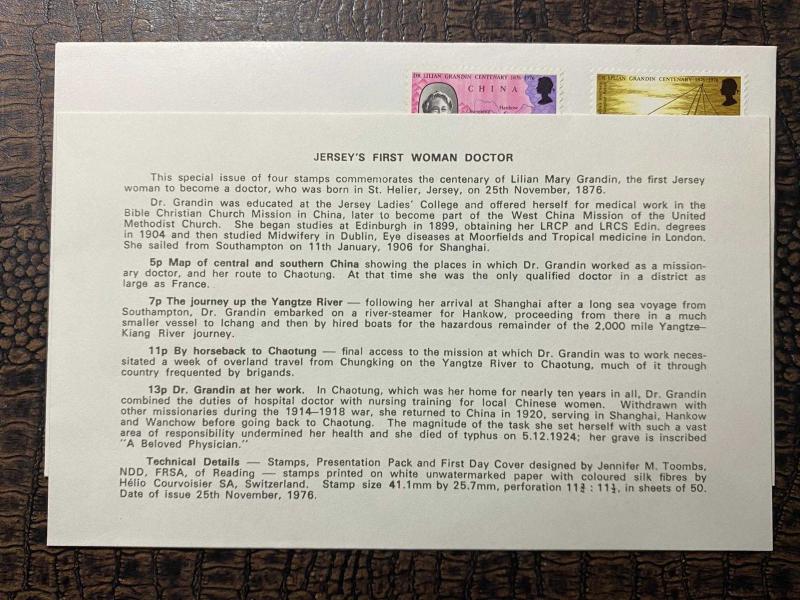 DR. LILIAN GRANDIN CENTENARY 1876 1976
CHINA
Hankow
DR. LILIAN GRANDIN CENTENARY 1876-1976
JERSEY'S FIRST WOMAN DOCTOR
This special issue of four stamps commemorates the centenary of Lilian Mary Grandin, the first Jersey
woman to become a doctor, who was born in St. Helier, Jersey, on 25th November, 1876.
Dr. Grandin was educated at the Jersey Ladies' College and offered herself for medical work in the
Bible Christian Church Mission in China, later to become part of the West China Mission of the United
Methodist Church. She began studies at Edinburgh in 1899, obtaining her LRCP and LRCS Edin. degrees
in 1904 and then studied Midwifery in Dublin, Eye diseases at Moorfields and Tropical medicine in London.
She sailed from Southampton on 11th January, 1906 for Shanghai.
5p Map of central and southern China showing the places in which Dr. Grandin worked as a mission-
ary doctor, and her route to Chaotung. At that time she was the only qualified doctor in a district as
large as France.
7p The journey up the Yangtze River — following her arrival at Shanghai after a long sea voyage from
Southampton, Dr. Grandin embarked on a river-steamer for Hankow, proceeding from there in a much
smaller vessel to Ichang and then by hired boats for the hazardous remainder of the 2,000 mile Yangtze–
Kiang River journey.
11p By horseback to Chaotung — final access to the mission at which Dr. Grandin was to work neces-
sitated a week of overland travel from Chungking on the Yangtze River to Chaotung, much of it through
country frequented by brigands.
13p Dr. Grandin at her work. In Chaotung, which was her home for nearly ten years in all, Dr. Grandin
combined the duties of hospital doctor with nursing training for local Chinese women. Withdrawn with
other missionaries during the 1914–1918 war, she returned to China in 1920, serving in Shanghai, Hankow
and Wanchow before going back to Chaotung. The magnitude of the task she set herself with such a vast
area of responsibility undermined her health and she died of typhus on 5.12.1924; her grave is inscribed
"A Beloved Physician."
Technical Details — Stamps, Presentation Pack and First Day Cover designed by Jennifer M. Toombs,
NDD, FRSA, of Reading — stamps printed on white unwatermarked paper with coloured silk fibres by
Hélio Courvoisier SA, Switzerland. Stamp size 41.1mm by 25.7mm, perforation 11¾ : 11½, in sheets of 50.
Date of issue 25th November, 1976.